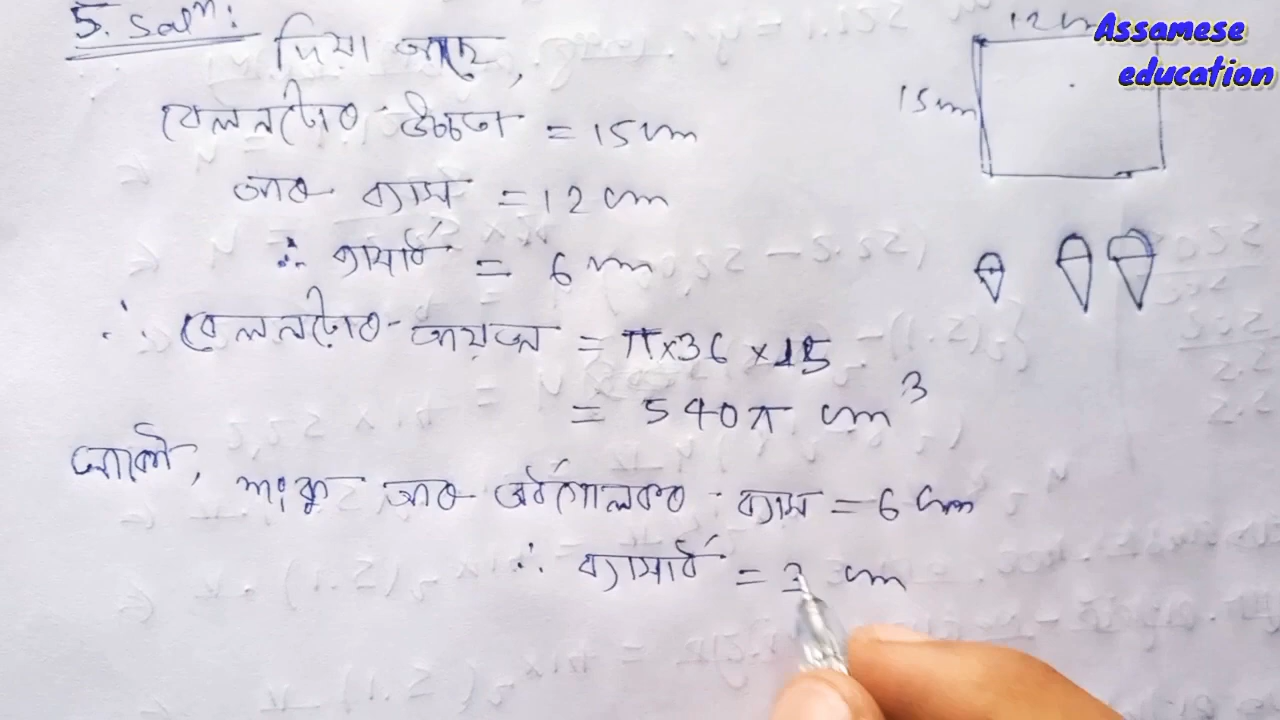 5. Solⁿ:
দিয়া আছে,
বেলনটোৰ উচ্চতা = 15 cm
আৰু ব্যাস = 12 cm
∴ ব্যাসাৰ্ধ = 6 cm
∴ বেলনটোৰ আয়তন = π×36×15
= 540π cm³
আকৌ, শংকু আৰু অৰ্ধগোলকৰ ব্যাস = 6 cm
∴ ব্যাসাৰ্ধ = 3 cm
12 cm
15 cm
Assamese
education